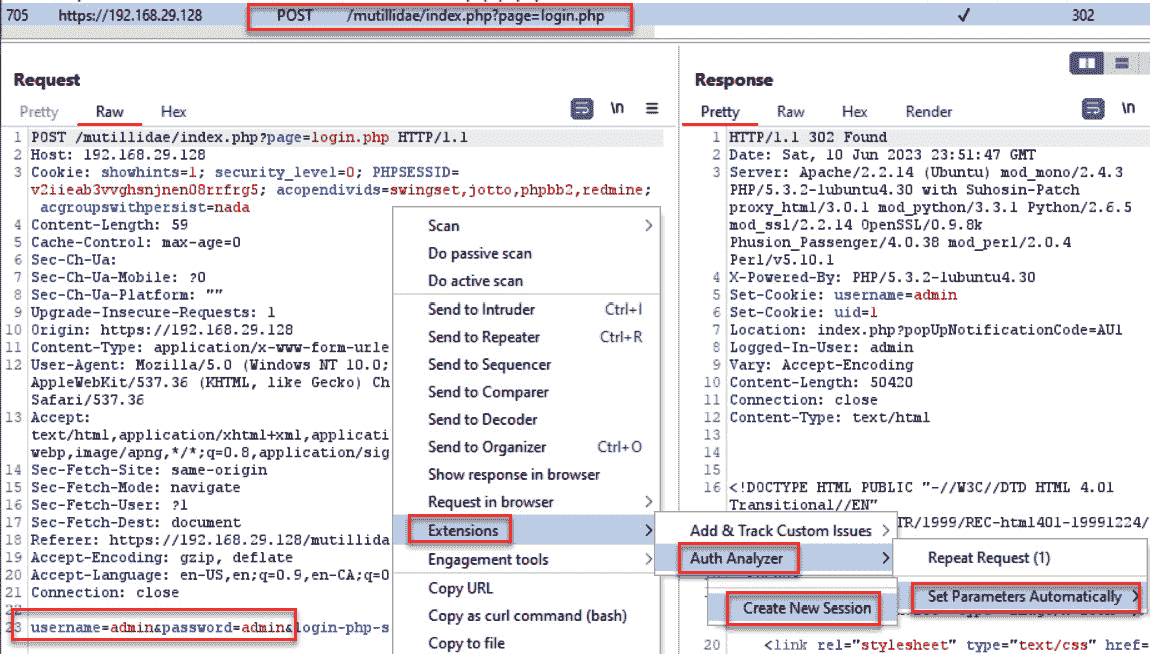 705 https://192.168.29.128 POST /mutillidae/index.php?page=login.php ✓ 302
Request
Pretty Raw Hex \n
1 POST /mutillidae/index.php?page=login.php HTTP/1.1
2 Host: 192.168.29.128
3 Cookie: showhints=1; security_level=0; PHPSESSID=
v2iieab3vvghsnjnen08rrfrg5; acopendivids=swingset,jotto,phpbb2,redmine;
acgroupswithpersist=nada
4 Content-Length: 59
5 Cache-Control: max-age=0
6 Sec-Ch-Ua:
7 Sec-Ch-Ua-Mobile: ?0
8 Sec-Ch-Ua-Platform: ""
9 Upgrade-Insecure-Requests: 1
10 Origin: https://192.168.29.128
11 Content-Type: application/x-www-form-urle
12 User-Agent: Mozilla/5.0 (Windows NT 10.0;
AppleWebKit/537.36 (KHTML, like Gecko) Ch
Safari/537.36
13 Accept:
text/html,application/xhtml+xml,applicati
webp,image/apng,*/*;q=0.8,application/sig
14 Sec-Fetch-Site: same-origin
15 Sec-Fetch-Mode: navigate
16 Sec-Fetch-User: ?1
17 Sec-Fetch-Dest: document
18 Referer: https://192.168.29.128/mutillida
19 Accept-Encoding: gzip, deflate
20 Accept-Language: en-US,en;q=0.9,en-CA;q=0
21 Connection: close
22
23 username=admin&password=admin&login-php-s
Scan
Do passive scan
Do active scan
Send to Intruder Ctrl+I
Send to Repeater Ctrl+R
Send to Sequencer
Send to Comparer
Send to Decoder
Send to Organizer Ctrl+O
Show response in browser
Request in browser
Extensions
Engagement tools
Copy URL
Copy as curl command (bash)
Copy to file
Add & Track Custom Issues
Auth Analyzer
Repeat Request (1)
Set Parameters Automatically
Create New Session
Response
Pretty Raw Hex Render \n
1 HTTP/1.1 302 Found
2 Date: Sat, 10 Jun 2023 23:51:47 GMT
3 Server: Apache/2.2.14 (Ubuntu) mod_mono/2.4.3
PHP/5.3.2-1ubuntu4.30 with Suhosin-Patch
proxy_html/3.0.1 mod_python/3.3.1 Python/2.6.5
mod_ssl/2.2.14 OpenSSL/0.9.8k
Phusion_Passenger/4.0.38 mod_perl/2.0.4
Perl/v5.10.1
4 X-Powered-By: PHP/5.3.2-1ubuntu4.30
5 Set-Cookie: username=admin
6 Set-Cookie: uid=1
7 Location: index.php?popUpNotificationCode=AU1
8 Logged-In-User: admin
9 Vary: Accept-Encoding
10 Content-Length: 50420
11 Connection: close
12 Content-Type: text/html
13
14
15
16 <!DOCTYPE HTML PUBLIC "-//W3C//DTD HTML 4.01
Transitional//EN"
TR/1999/REC-html401-19991224/
20 <link rel="stylesheet" type="text/css" href=